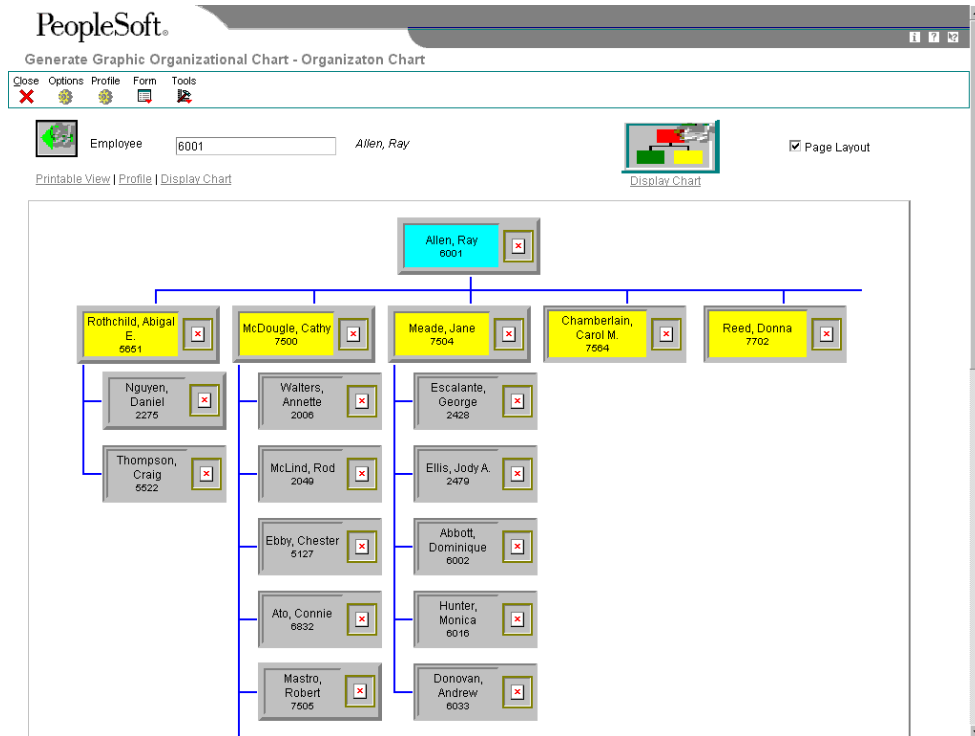 PeopleSoft®
Generate Graphic Organizational Chart - Organizaton Chart
Close Options Profile Form Tools
Employee 6001 Allen, Ray
Page Layout
Printable View | Profile | Display Chart
Display Chart
Allen, Ray
6001
Rothchild, Abigal
E.
5651
McDougle, Cathy
7500
Meade, Jane
7504
Chamberlain,
Carol M.
7564
Reed, Donna
7702
Nguyen,
Daniel
2275
Thompson,
Craig
5522
Walters,
Annette
2006
McLind, Rod
2049
Ebby, Chester
5127
Ato, Connie
6832
Mastro,
Robert
7505
Escalante,
George
2428
Ellis, Jody A.
2479
Abbott,
Dominique
6002
Hunter,
Monica
6016
Donovan,
Andrew
6033